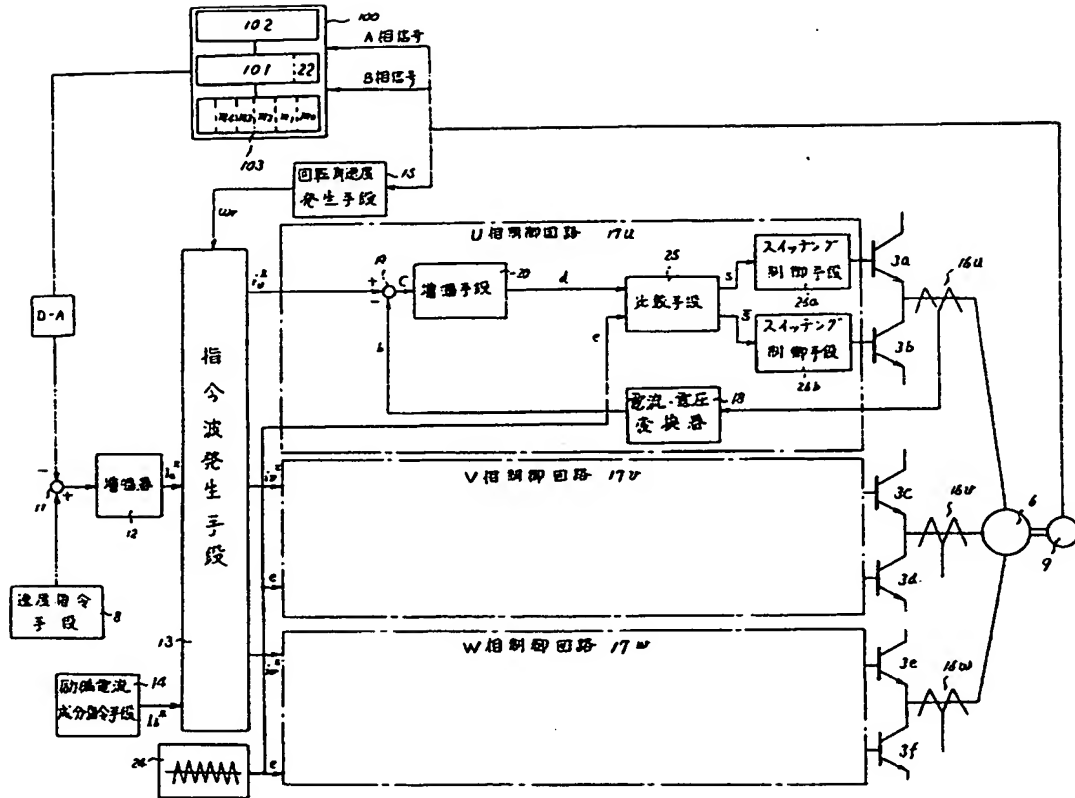 102
100
A相信号
101
22
B相信号
103
回転角速度
発生手段
15
ωr
D-A
指令波発生手段
13
U相制御回路 17u
19
+
-
c
増幅手段
20
d
比較手段
25
s
スイッチング
制御手段
26a
3a
16u
s̄
スイッチング
制御手段
26b
3b
e
b
電流・電圧
変換器
18
-
11
+
増幅器
12
V相制御回路 17v
3c
16v
6
9
e
3d
速度指令
手段
8
W相制御回路 17w
3e
16w
励磁電流
成分指令手段
14
24
e
3f